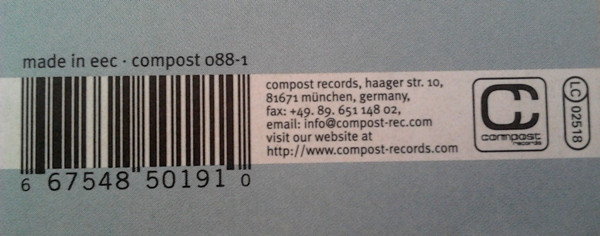 made in eec · compost 088-1
6 67548 50191 0
compost records, haager str. 10,
81671 münchen, germany,
fax: +49. 89. 651 148 02,
email: info@compost-rec.com
visit our website at
http://www.compost-records.com
compost
records
LC 02518